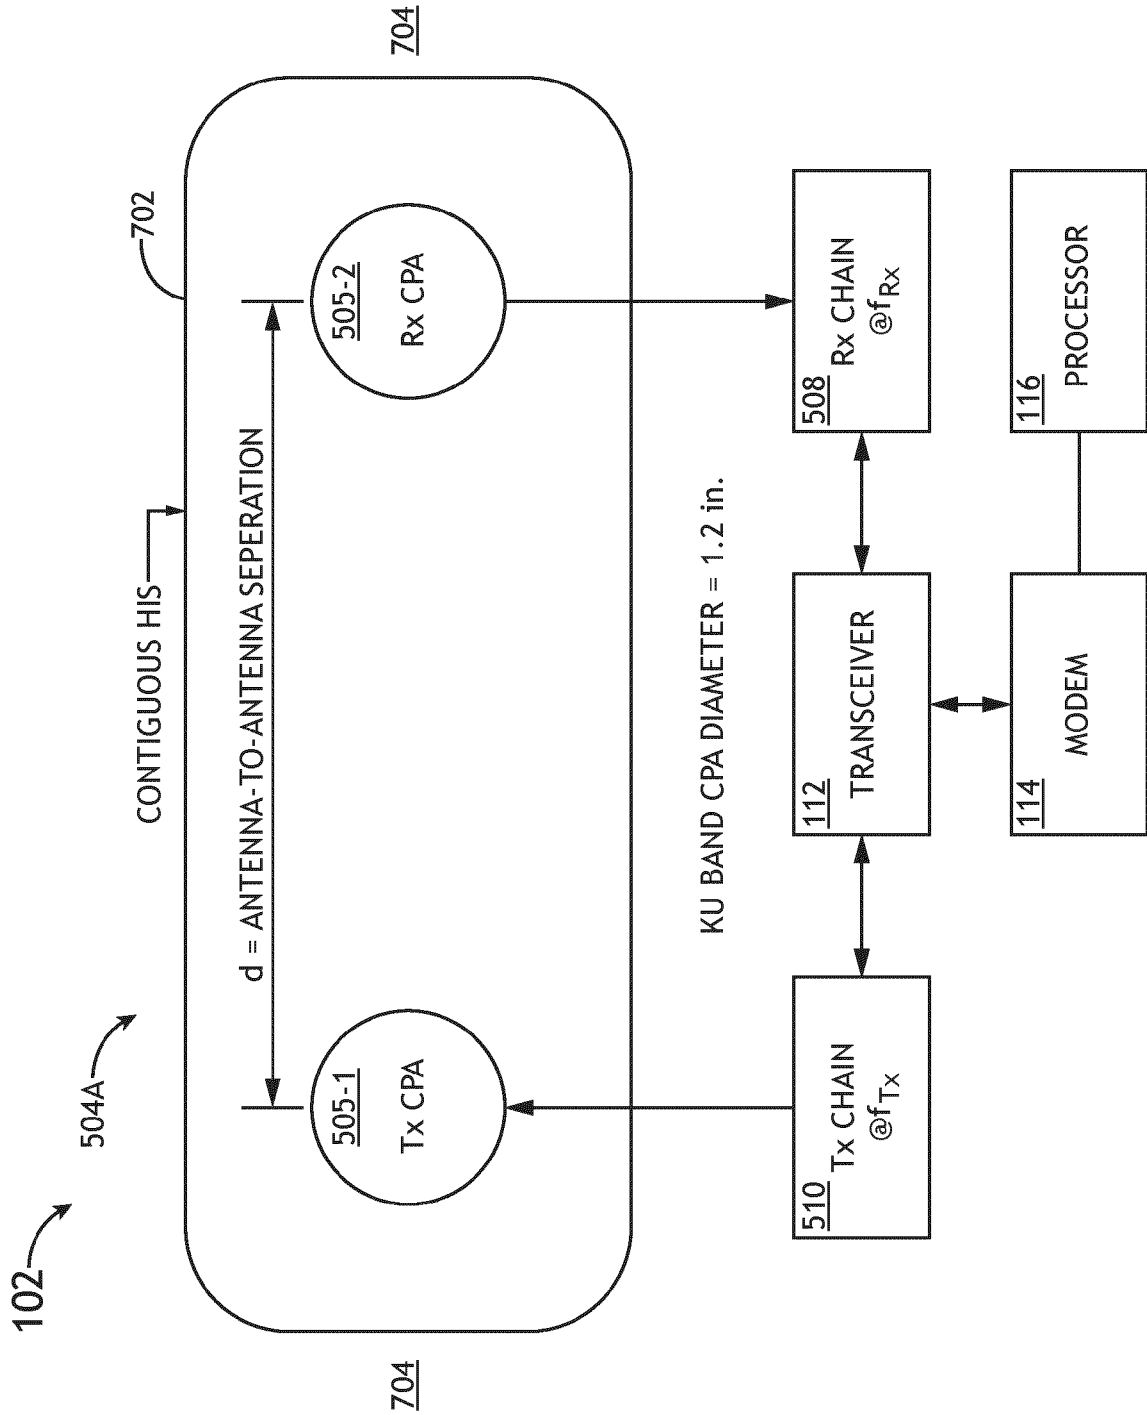 102
504A
CONTIGUOUS HIS
702
d = ANTENNA-TO-ANTENNA SEPERATION
704
505-1
Tx CPA
505-2
Rx CPA
704
KU BAND CPA DIAMETER = 1.2 in.
510
Tx CHAIN
@fTx
112
TRANSCEIVER
508
Rx CHAIN
@fRx
114
MODEM
116
PROCESSOR